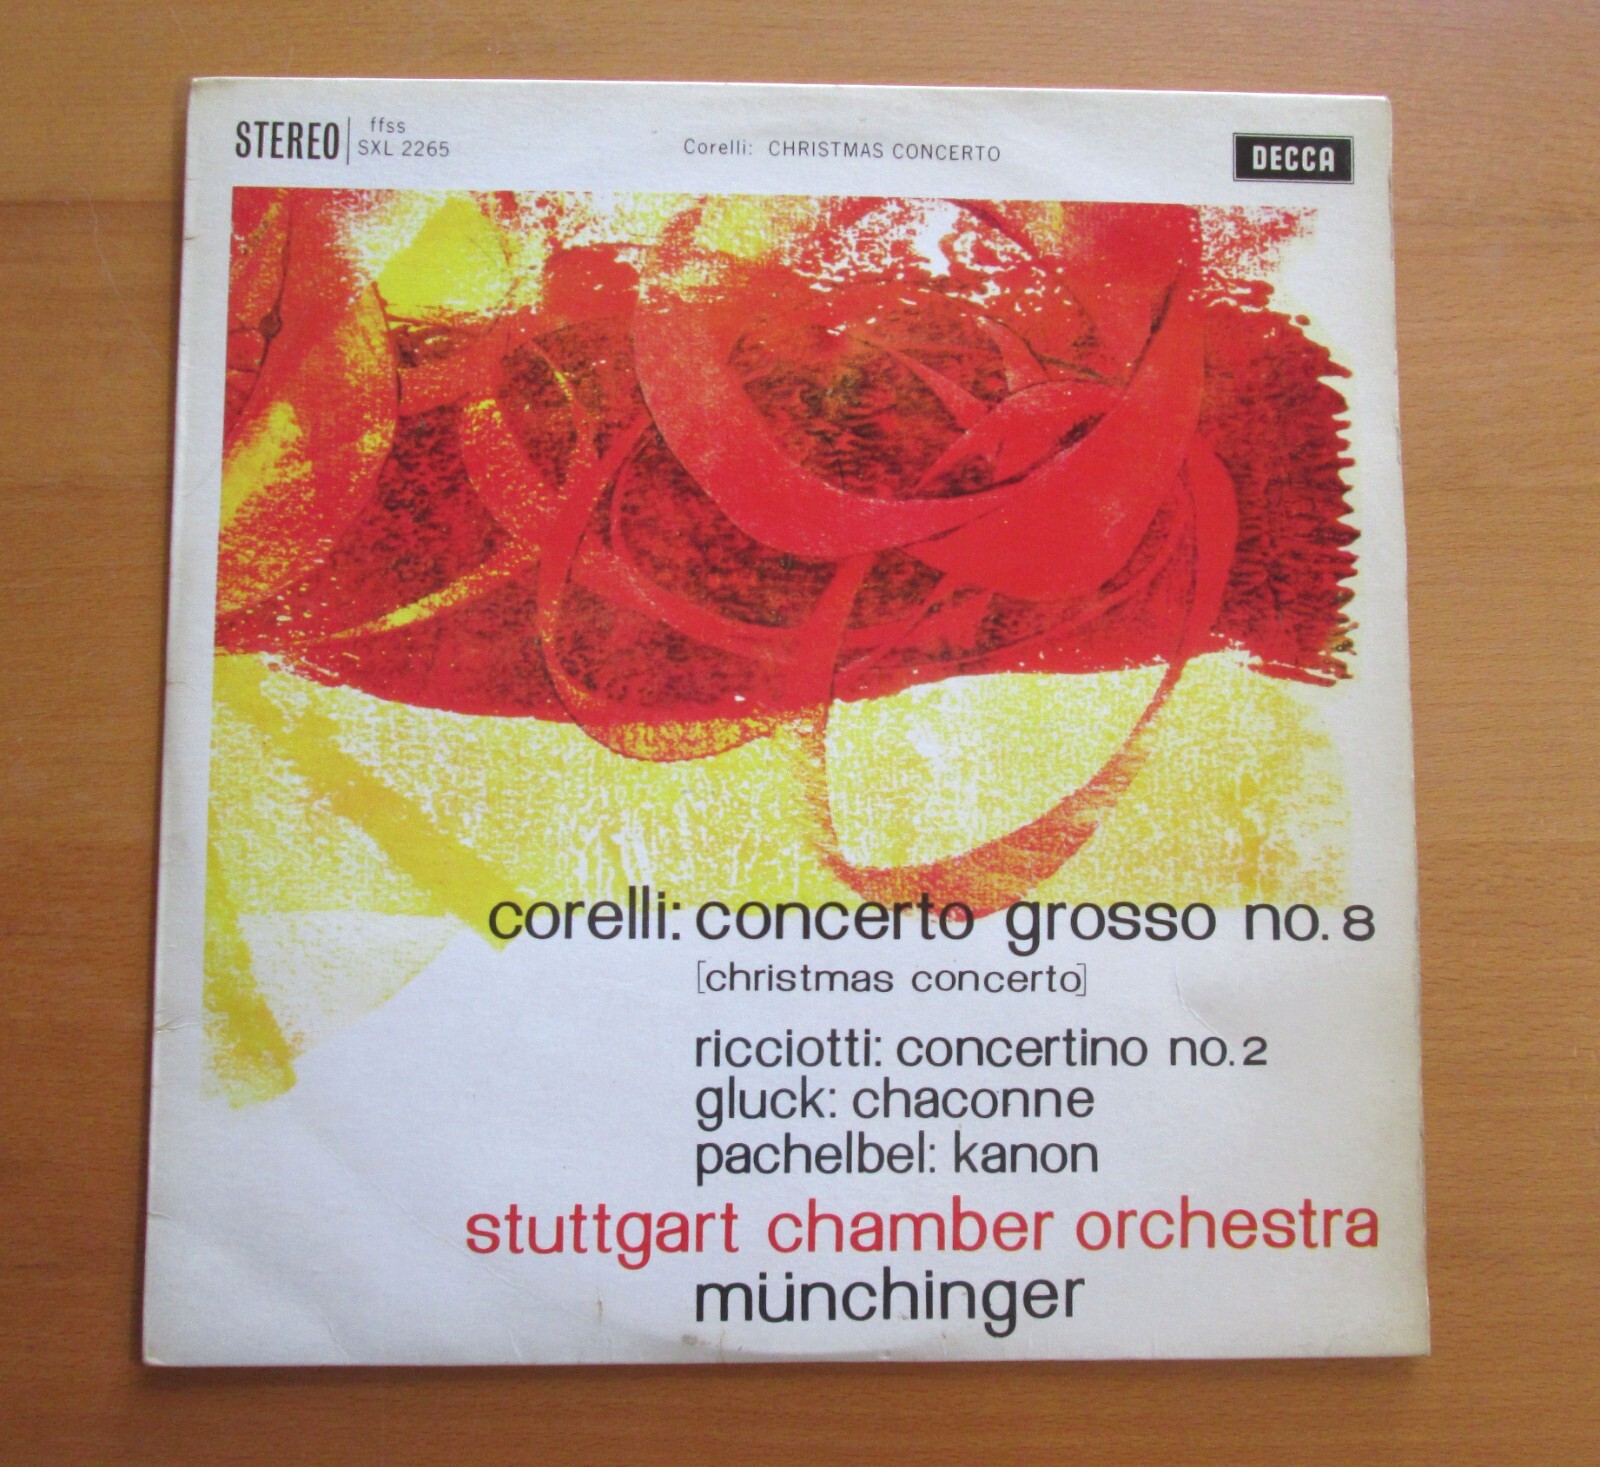 STEREO
ffss
SXL 2265
Corelli: CHRISTMAS CONCERTO
DECCA
corelli: concerto grosso no. 8
[christmas concerto]
ricciotti: concertino no. 2
gluck: chaconne
pachelbel: kanon
stuttgart chamber orchestra
münchinger